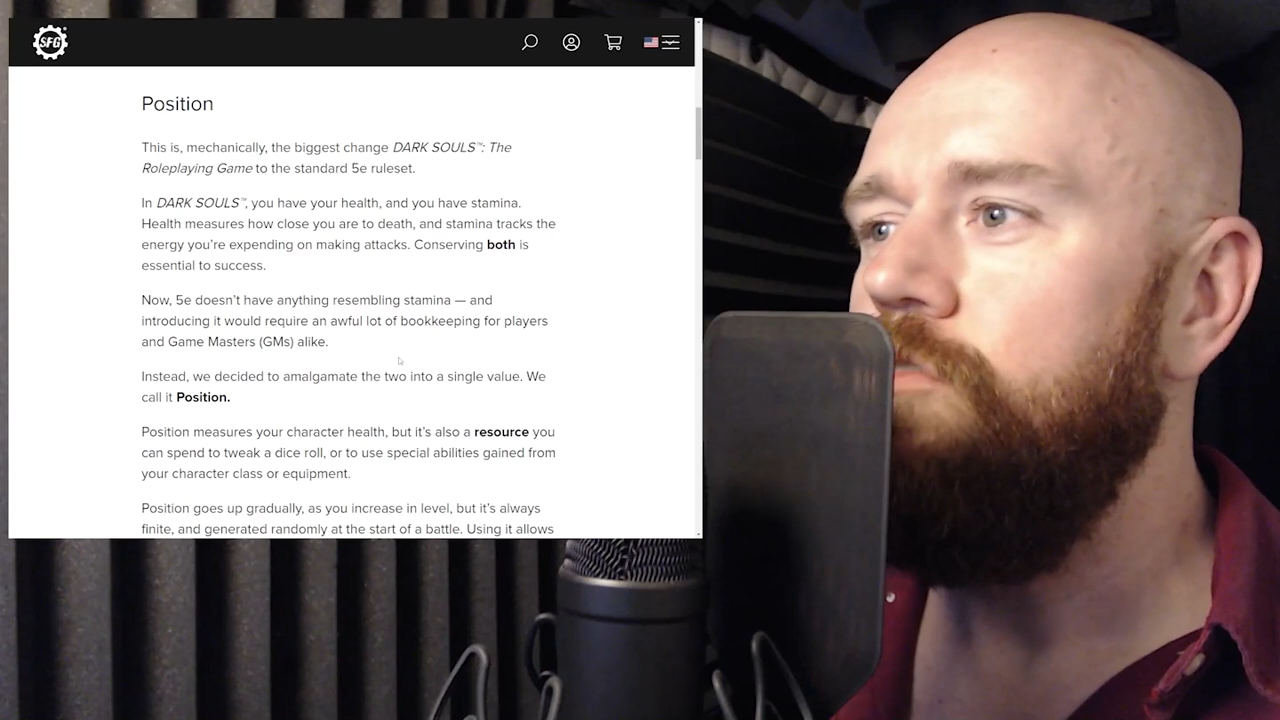 SFG
Position
This is, mechanically, the biggest change DARK SOULS™: The
Roleplaying Game to the standard 5e ruleset.
In DARK SOULS™, you have your health, and you have stamina.
Health measures how close you are to death, and stamina tracks the
energy you're expending on making attacks. Conserving both is
essential to success.
Now, 5e doesn't have anything resembling stamina — and
introducing it would require an awful lot of bookkeeping for players
and Game Masters (GMs) alike.
Instead, we decided to amalgamate the two into a single value. We
call it Position.
Position measures your character health, but it's also a resource you
can spend to tweak a dice roll, or to use special abilities gained from
your character class or equipment.
Position goes up gradually, as you increase in level, but it's always
finite, and generated randomly at the start of a battle. Using it allows